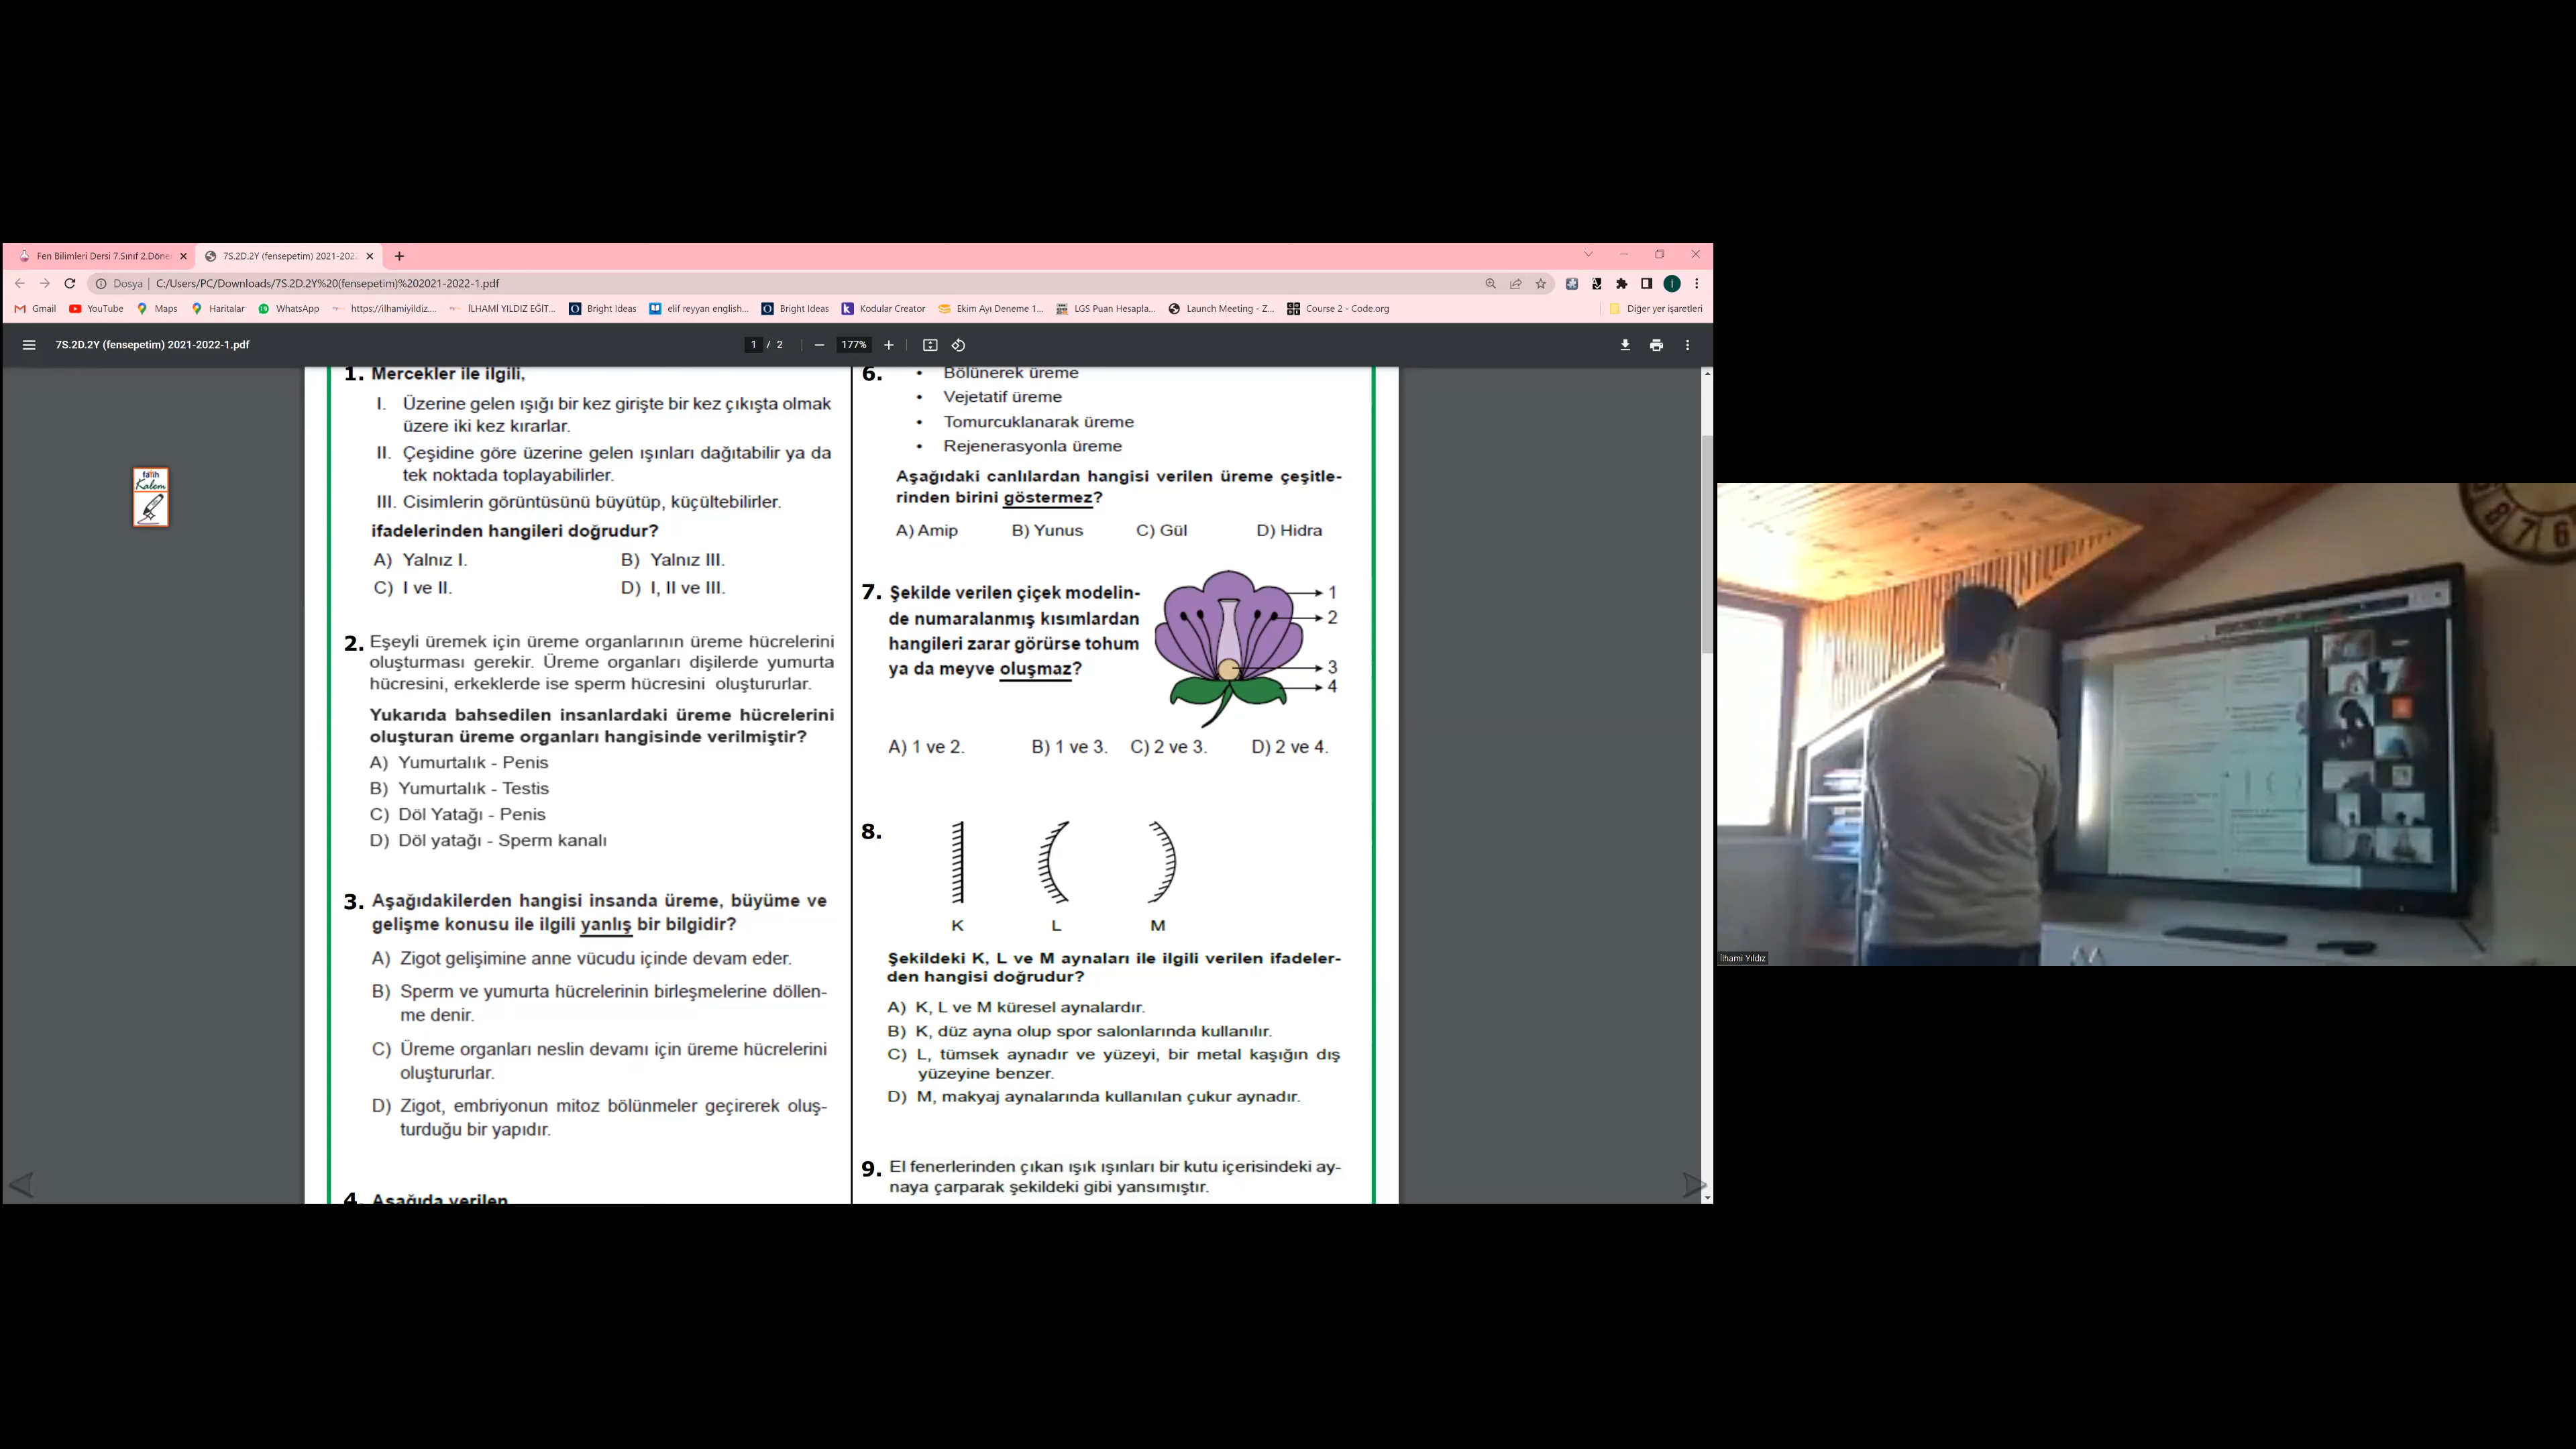 Fen Bilimleri Dersi 7.Sınıf 2.Döne
7S.2D.2Y (fensepetim) 2021-202
Dosya
C:/Users/PC/Downloads/7S.2D.2Y%20(fensepetim)%202021-2022-1.pdf
Gmail
YouTube
Maps
Haritalar
WhatsApp
https://ilhamiyildiz....
İLHAMİ YILDIZ EĞİT...
Bright Ideas
elif reyyan english...
Bright Ideas
Kodular Creator
Ekim Ayı Deneme 1...
LGS Puan Hesapla...
Launch Meeting - Z...
Course 2 - Code.org
Diğer yer işaretleri
7S.2D.2Y (fensepetim) 2021-2022-1.pdf
1 / 2
177%
fatih
Kalem
1. Mercekler ile ilgili,
I. Üzerine gelen ışığı bir kez girişte bir kez çıkışta olmak
üzere iki kez kırarlar.
II. Çeşidine göre üzerine gelen ışınları dağıtabilir ya da
tek noktada toplayabilirler.
III. Cisimlerin görüntüsünü büyütüp, küçültebilirler.
ifadelerinden hangileri doğrudur?
A) Yalnız I.
B) Yalnız III.
C) I ve II.
D) I, II ve III.
2. Eşeyli üremek için üreme organlarının üreme hücrelerini
oluşturması gerekir. Üreme organları dişilerde yumurta
hücresini, erkeklerde ise sperm hücresini oluştururlar.
Yukarıda bahsedilen insanlardaki üreme hücrelerini
oluşturan üreme organları hangisinde verilmiştir?
A) Yumurtalık - Penis
B) Yumurtalık - Testis
C) Döl Yatağı - Penis
D) Döl yatağı - Sperm kanalı
3. Aşağıdakilerden hangisi insanda üreme, büyüme ve
gelişme konusu ile ilgili yanlış bir bilgidir?
A) Zigot gelişimine anne vücudu içinde devam eder.
B) Sperm ve yumurta hücrelerinin birleşmelerine döllen-
me denir.
C) Üreme organları neslin devamı için üreme hücrelerini
oluştururlar.
D) Zigot, embriyonun mitoz bölünmeler geçirerek oluş-
turduğu bir yapıdır.
4. Aşağıda verilen
6.
• Bölünerek üreme
• Vejetatif üreme
• Tomurcuklanarak üreme
• Rejenerasyonla üreme
Aşağıdaki canlılardan hangisi verilen üreme çeşitle-
rinden birini göstermez?
A) Amip
B) Yunus
C) Gül
D) Hidra
7. Şekilde verilen çiçek modelin-
de numaralanmış kısımlardan
hangileri zarar görürse tohum
ya da meyve oluşmaz?
1
2
3
4
A) 1 ve 2.
B) 1 ve 3.
C) 2 ve 3.
D) 2 ve 4.
8.
K
L
M
Şekildeki K, L ve M aynaları ile ilgili verilen ifadeler-
den hangisi doğrudur?
A) K, L ve M küresel aynalardır.
B) K, düz ayna olup spor salonlarında kullanılır.
C) L, tümsek aynadır ve yüzeyi, bir metal kaşığın dış
yüzeyine benzer.
D) M, makyaj aynalarında kullanılan çukur aynadır.
9. El fenerlerinden çıkan ışık ışınları bir kutu içerisindeki ay-
naya çarparak şekildeki gibi yansımıştır.
8 7 6
İlhami Yıldız